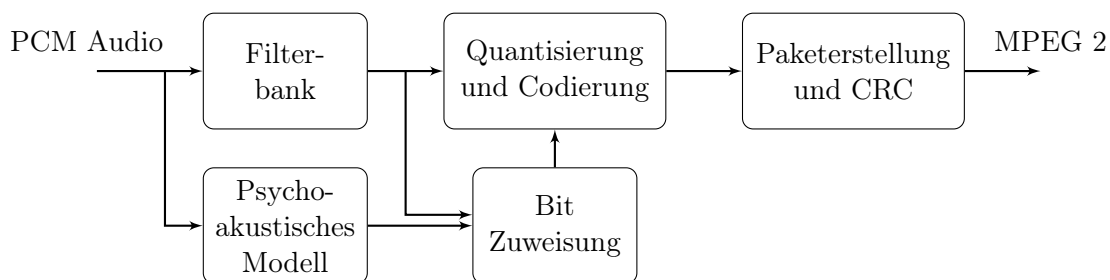 PCM Audio
Filter-
bank
Quantisierung
und Codierung
Paketerstellung
und CRC
MPEG 2
Psycho-
akustisches
Modell
Bit
Zuweisung